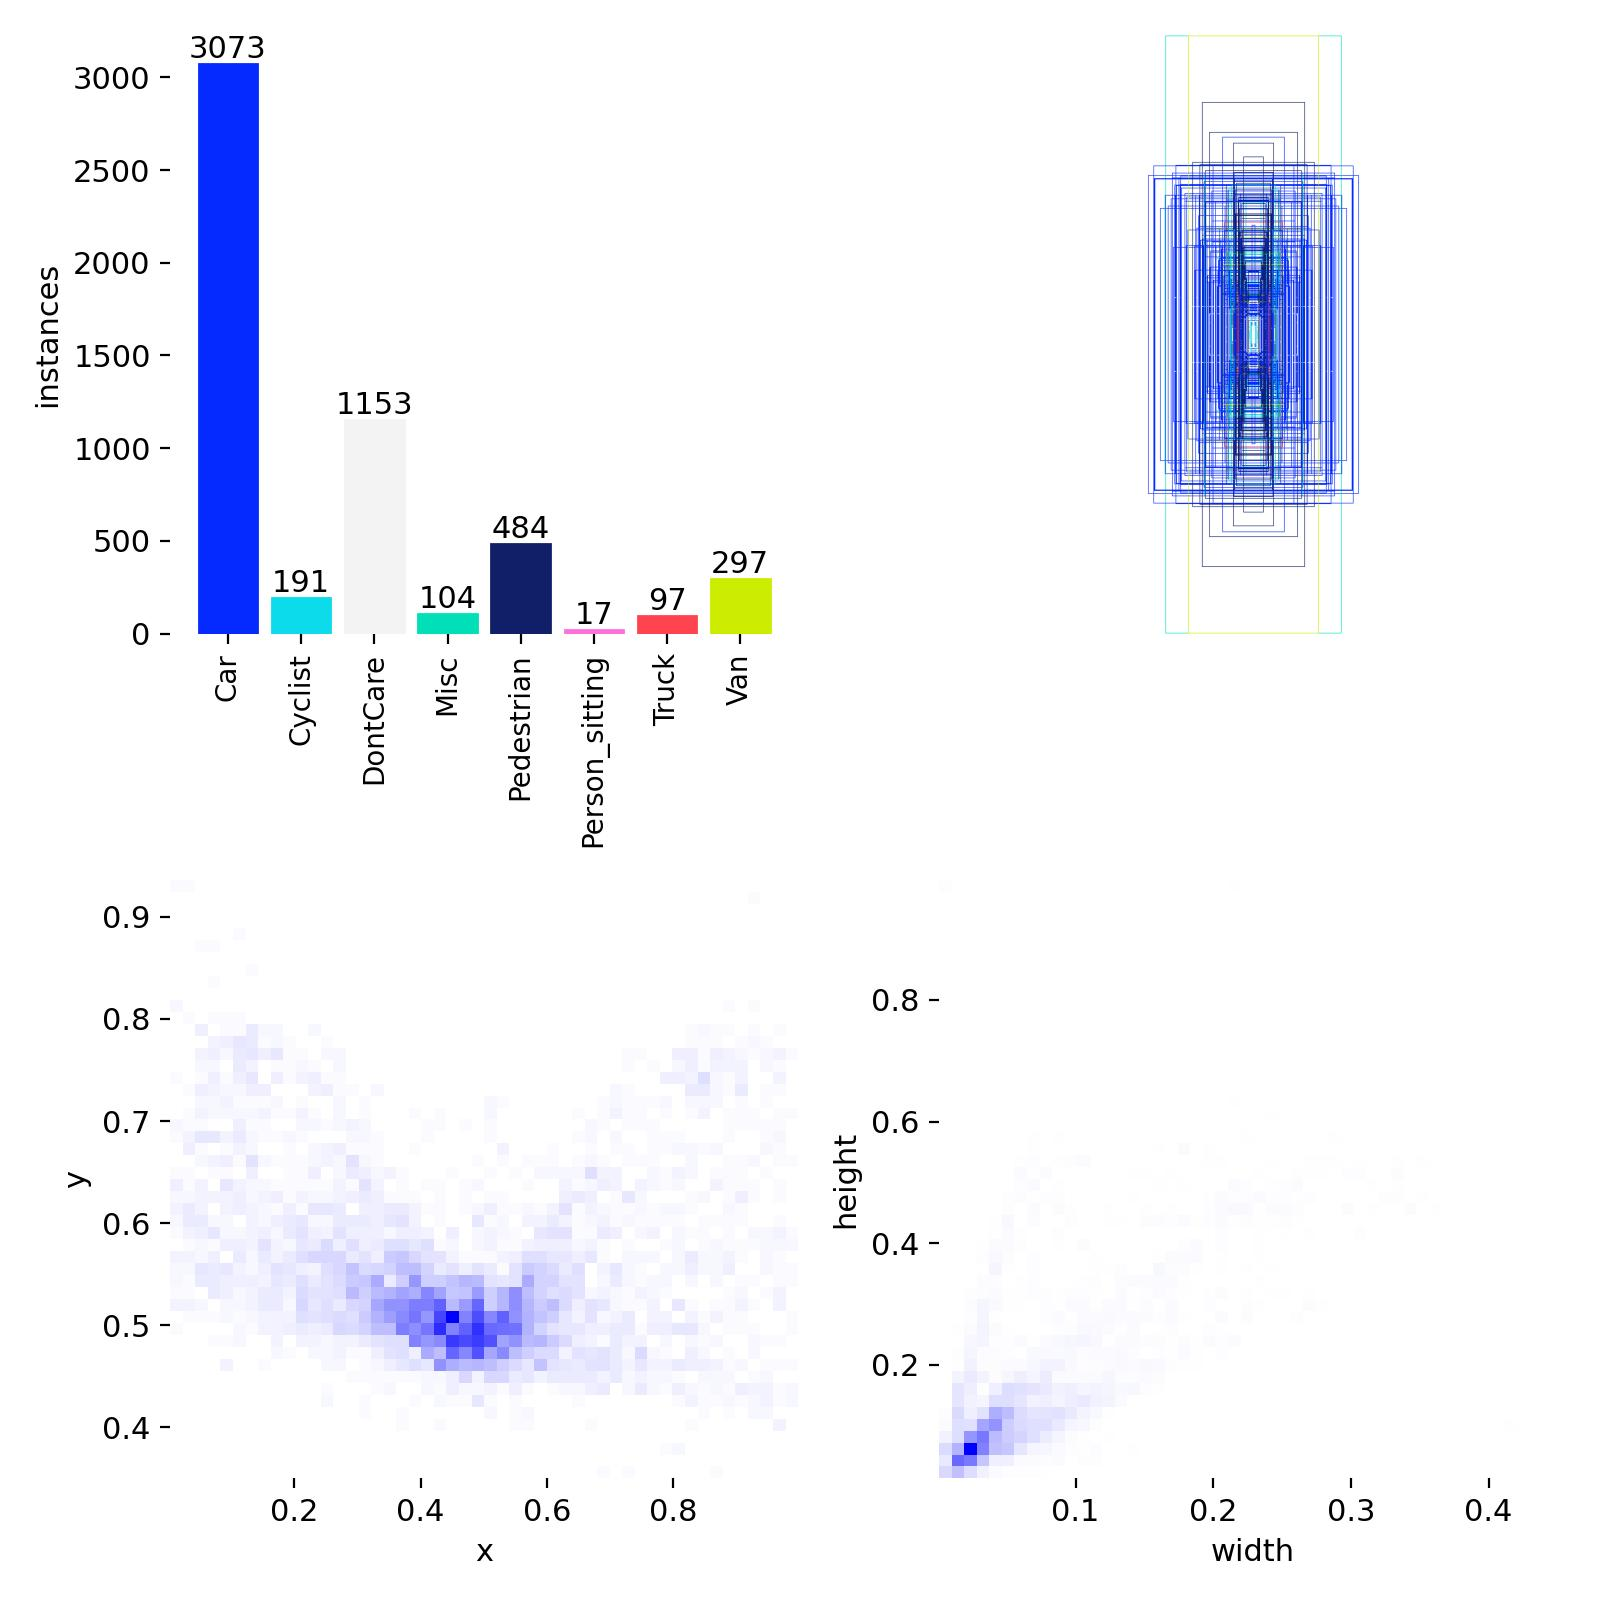 3073
3000
2500
2000
1500
1000
500
0
instances
1153
484
297
191
104
17
97
Car
Cyclist
DontCare
Misc
Pedestrian
Person_sitting
Truck
Van
0.9
0.8
0.7
0.6
0.5
0.4
y
0.2 0.4 0.6 0.8
x
0.8
0.6
0.4
0.2
height
0.1 0.2 0.3 0.4
width